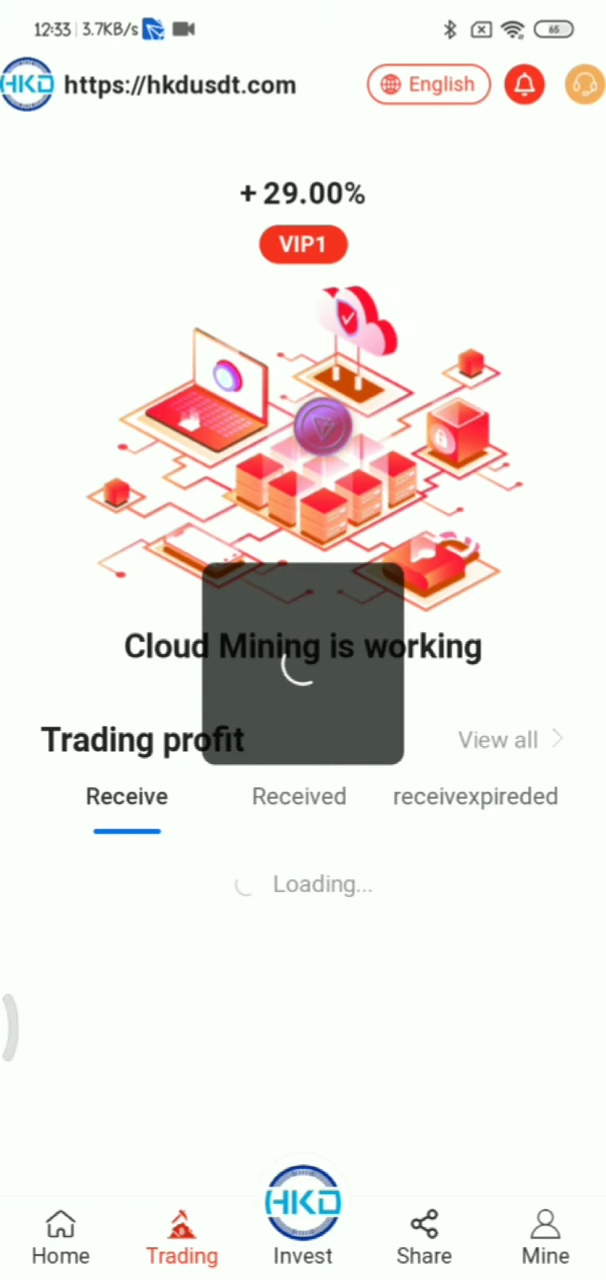 12:33 3.7KB/s 65
HKD https://hkdusdt.com English
+ 29.00%
VIP1
Cloud Mining is working
Trading profit View all
Receive Received receivexpireded
Loading...
HKD
Home Trading Invest Share Mine